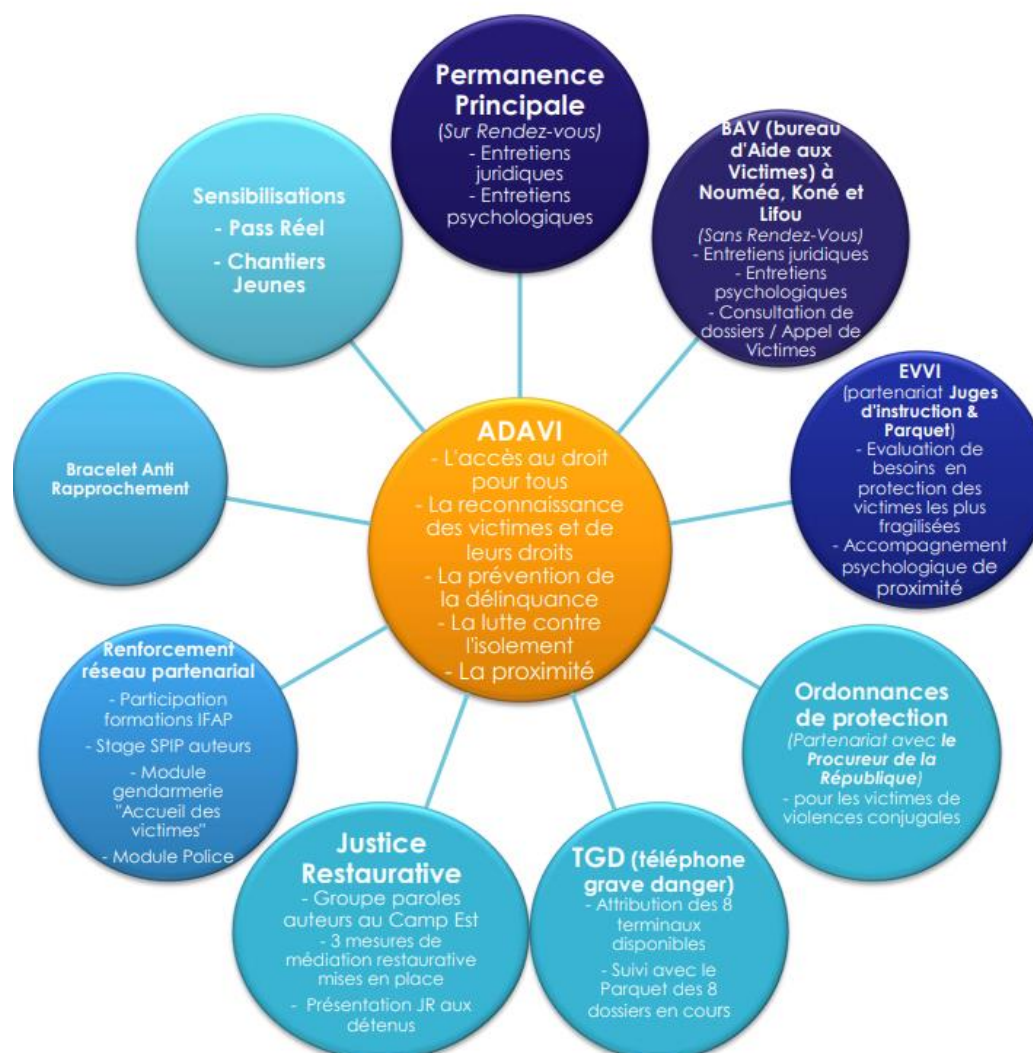 Permanence
Principale
(Sur Rendez-vous)
- Entretiens
juridiques
- Entretiens
psychologiques
BAV (bureau
d'Aide aux
Victimes) à
Nouméa, Koné et
Lifou
(Sans Rendez-Vous)
- Entretiens juridiques
- Entretiens
psychologiques
- Consultation de
dossiers / Appel de
Victimes
EVVI
(partenariat Juges
d'instruction &
Parquet)
- Evaluation de
besoins en
protection des
victimes les plus
fragilisées
- Accompagnement
psychologique de
proximité
Ordonnances
de protection
(Partenariat avec le
Procureur de la
République)
- pour les victimes de
violences conjugales
TGD (téléphone
grave danger)
- Attribution des 8
terminaux
disponibles
- Suivi avec le
Parquet des 8
dossiers en cours
Justice
Restaurative
- Groupe paroles
auteurs au Camp Est
- 3 mesures de
médiation restaurative
mises en place
- Présentation JR aux
détenus
Renforcement
réseau partenarial
- Participation
formations IFAP
- Stage SPIP auteurs
- Module
gendarmerie
"Accueil des
victimes"
- Module Police
Bracelet Anti
Rapprochement
Sensibilisations
- Pass Réel
- Chantiers
Jeunes
ADAVI
- L'accès au droit
pour tous
- La reconnaissance
des victimes et de
leurs droits
- La prévention de
la délinquance
- La lutte contre
l'isolement
- La proximité